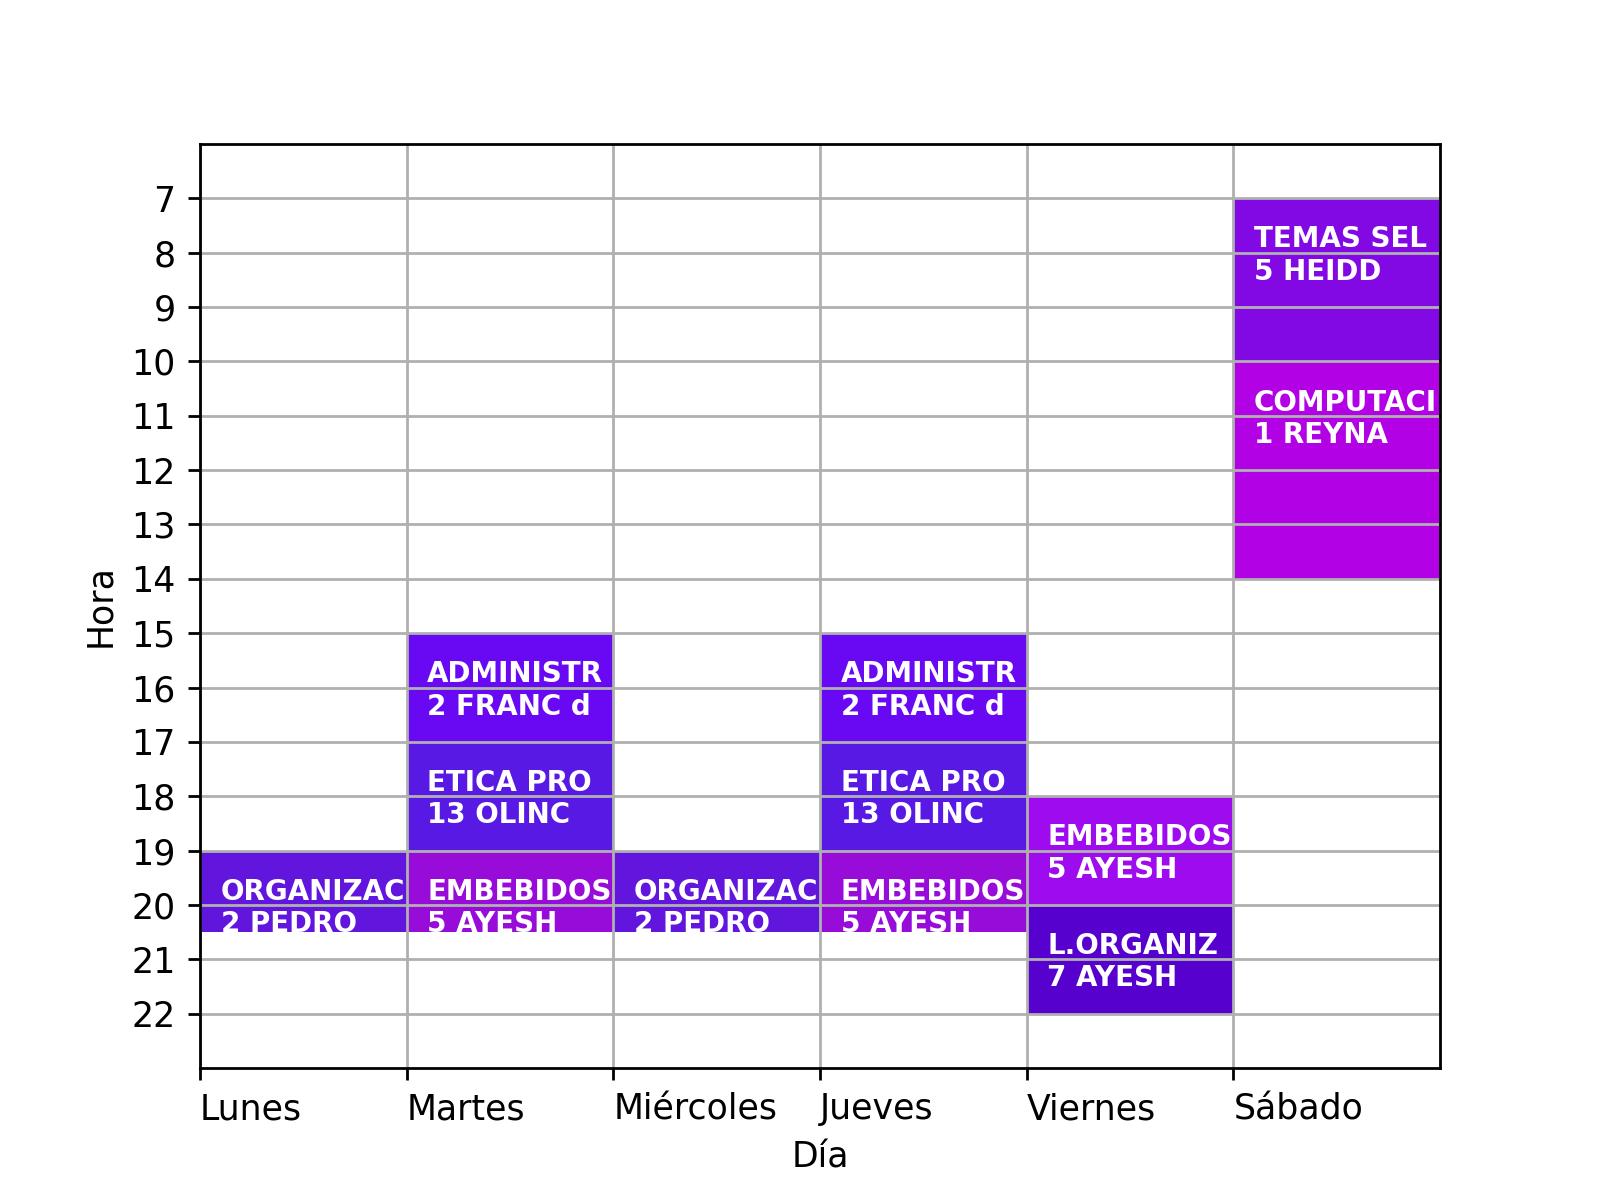 7
TEMAS SEL
8
5 HEIDD
9
10
COMPUTACI
11
1 REYNA
12
13
14
Hora
15
ADMINISTR
ADMINISTR
16
2 FRANC d
2 FRANC d
17
ETICA PRO
ETICA PRO
18
13 OLINC
13 OLINC
EMBEBIDOS
19
5 AYESH
ORGANIZAC
EMBEBIDOS
ORGANIZAC
EMBEBIDOS
20
2 PEDRO
5 AYESH
2 PEDRO
5 AYESH
L.ORGANIZ
21
7 AYESH
22
Lunes Martes Miércoles Jueves Viernes Sábado
Día